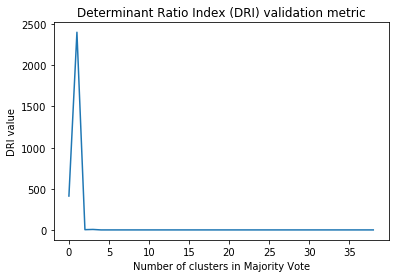 Determinant Ratio Index (DRI) validation metric
2500
2000
1500
1000
500
0
DRI value
0 5 10 15 20 25 30 35
Number of clusters in Majority Vote